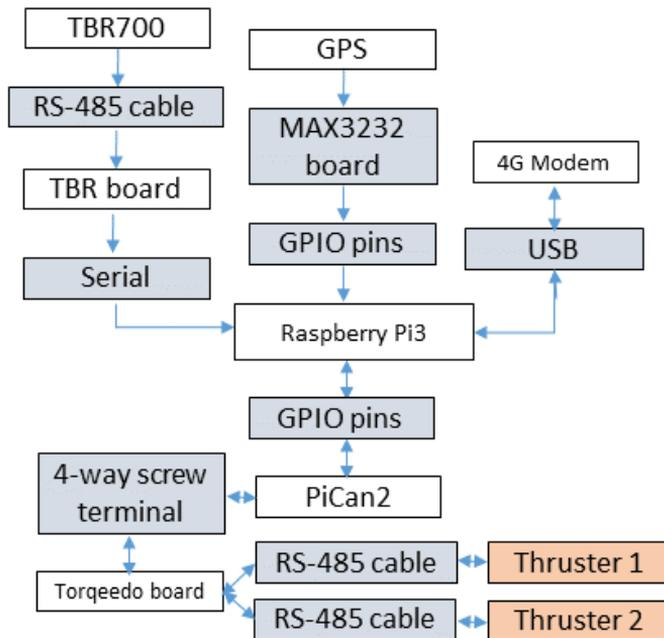 TBR700
GPS
RS-485 cable
MAX3232
board
4G Modem
TBR board
GPIO pins
USB
Serial
Raspberry Pi3
GPIO pins
4-way screw
terminal
PiCan2
RS-485 cable
Thruster 1
Torqeedo board
RS-485 cable
Thruster 2